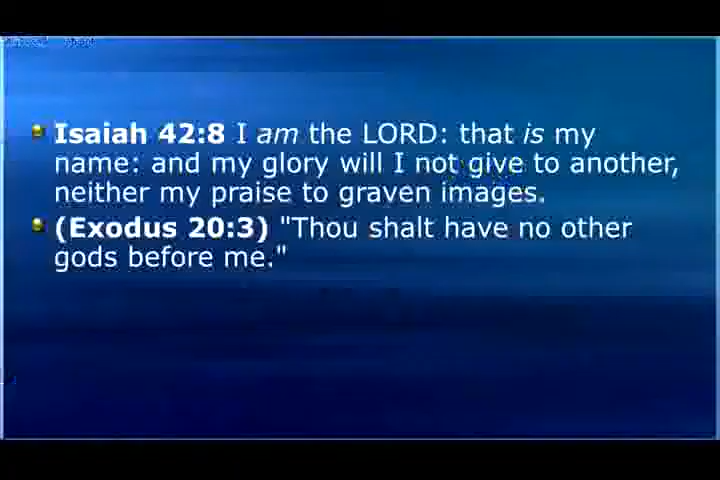 Isaiah 42:8 I am the LORD: that is my
name: and my glory will I not give to another,
neither my praise to graven images.
(Exodus 20:3) "Thou shalt have no other
gods before me."